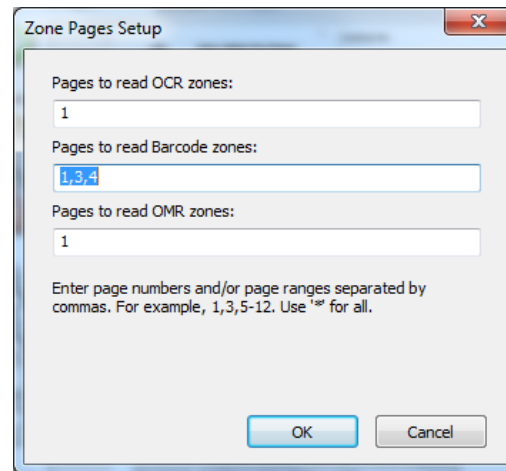 Zone Pages Setup
Pages to read OCR zones:
1
Pages to read Barcode zones:
1,3,4
Pages to read OMR zones:
1
Enter page numbers and/or page ranges separated by
commas. For example, 1,3,5-12. Use '*' for all.
OK Cancel